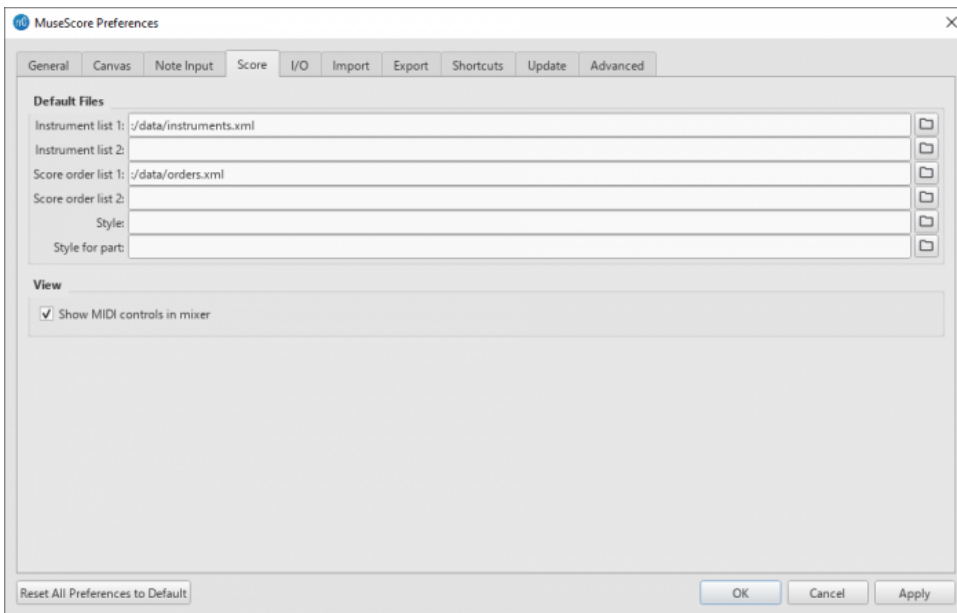 MuseScore Preferences
General Canvas Note Input Score I/O Import Export Shortcuts Update Advanced
Default Files
Instrument list 1: :/data/instruments.xml
Instrument list 2:
Score order list 1: :/data/orders.xml
Score order list 2:
Style:
Style for part:
View
Show MIDI controls in mixer
Reset All Preferences to Default OK Cancel Apply